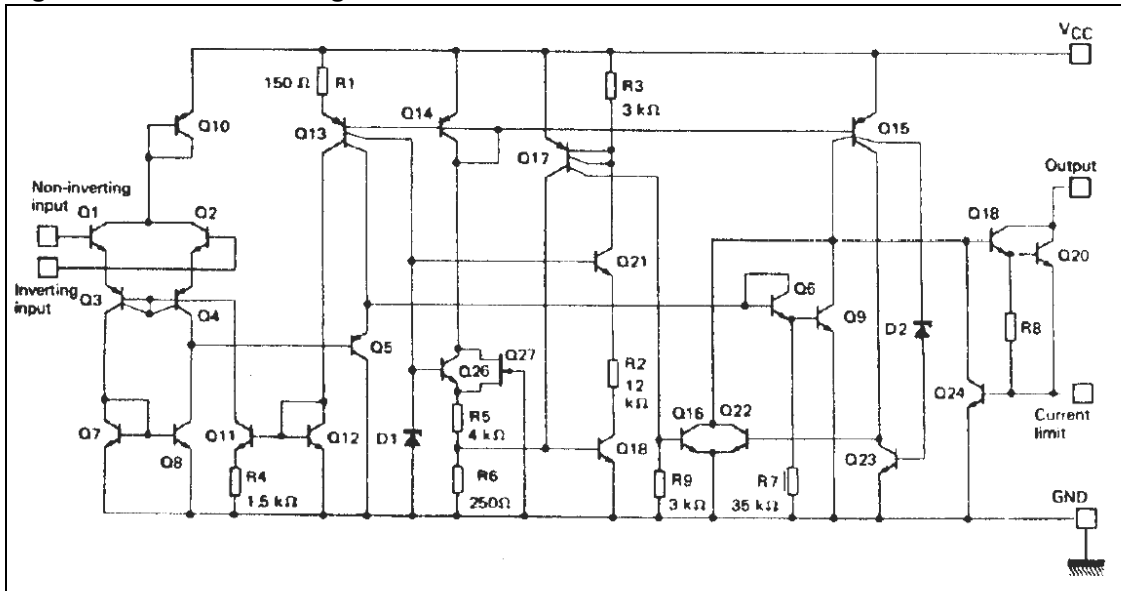 VCC
150 Ω R1
R3
3 kΩ
Q14
Q10
Q13
Q15
Q17
Output
Non-inverting
input
Q1
Q2
Q18
Q21
Q20
Inverting
input
Q3
Q4
Q6
Q9
D2
R8
Q5
Q27
Q26
R2
12
kΩ
Q24
Current
limit
Q16
Q22
R5
4 kΩ
Q7
Q8
Q11
Q12
D1
Q18
Q23
R4
1.5 kΩ
R6
250Ω
R9
3 kΩ
R7
35 kΩ
GND